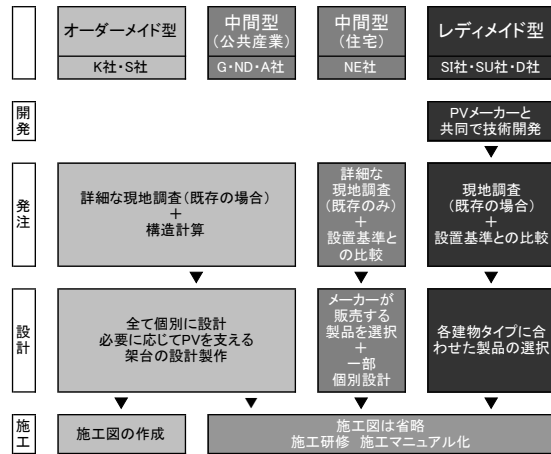 オーダーメイド型
K社・S社
中間型
(公共産業)
G・ND・A社
中間型
(住宅)
NE社
レディメイド型
SI社・SU社・D社
開発
PVメーカーと
共同で技術開発
発注
詳細な現地調査(既存の場合)
+
構造計算
詳細な
現地調査
(既存のみ)
+
設置基準と
の比較
現地調査
(既存の場合)
+
設置基準との比較
設計
全て個別に設計
必要に応じてPVを支える
架台の設計製作
メーカーが
販売する
製品を選択
+
一部
個別設計
各建物タイプに合
わせた製品の選択
施工
施工図の作成
施工図は省略
施工研修 施工マニュアル化